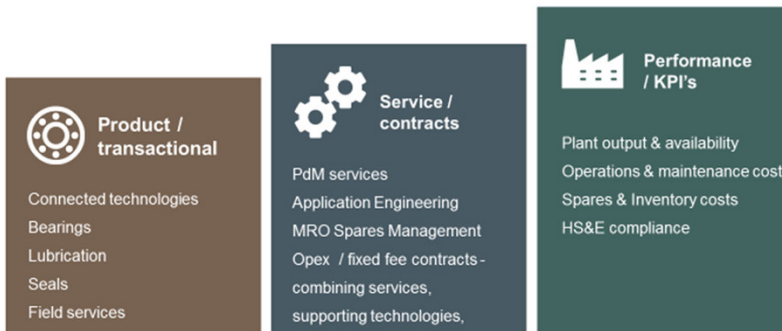 Product /
transactional
Connected technologies
Bearings
Lubrication
Seals
Field services
Service /
contracts
PdM services
Application Engineering
MRO Spares Management
Opex / fixed fee contracts -
combining services,
supporting technologies,
Performance
/ KPI's
Plant output & availability
Operations & maintenance cost
Spares & Inventory costs
HS&E compliance